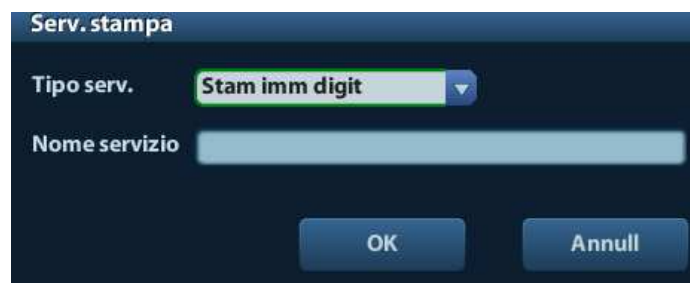 Serv. stampa
Tipo serv. Stam imm digit
Nome servizio
OK Annull